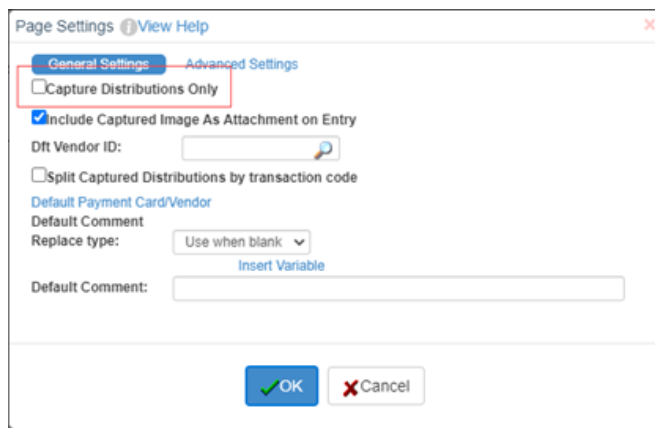 Page Settings View Help
General Settings Advanced Settings
Capture Distributions Only
Include Captured Image As Attachment on Entry
Dft Vendor ID:
Split Captured Distributions by transaction code
Default Payment Card/Vendor
Default Comment
Replace type: Use when blank
Insert Variable
Default Comment:
OK Cancel